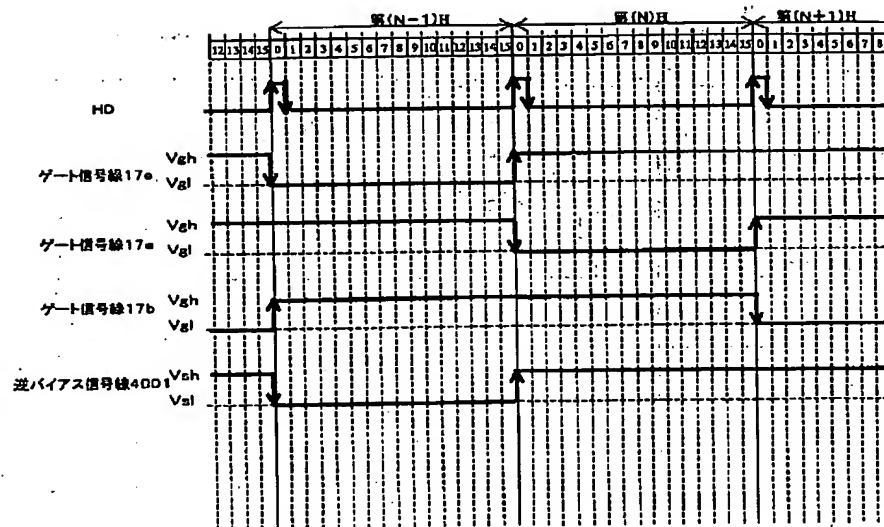 第(N-1)H 第(N)H 第(N+1)H
12 13 14 15 0 1 2 3 4 5 6 7 8 9 10 11 12 13 14 15 0 1 2 3 4 5 6 7 8 9 10 11 12 13 14 15 0 1 2 3 4 5 6 7 8
HD
Vgh
ゲート信号線17e
Vgl
Vgh
ゲート信号線17a
Vgl
Vgh
ゲート信号線17b
Vgl
逆バイアス信号線4001 Vsh
Vsl